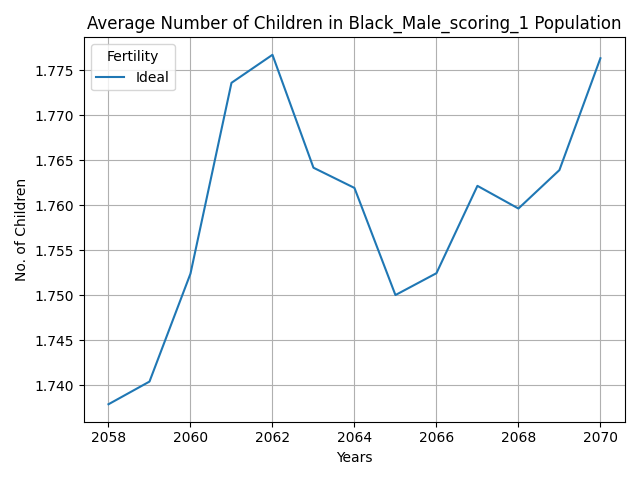 Average Number of Children in Black_Male_scoring_1 Population
Fertility
Ideal
1.775
1.770
1.765
1.760
1.755
1.750
1.745
1.740
No. of Children
2058 2060 2062 2064 2066 2068 2070
Years